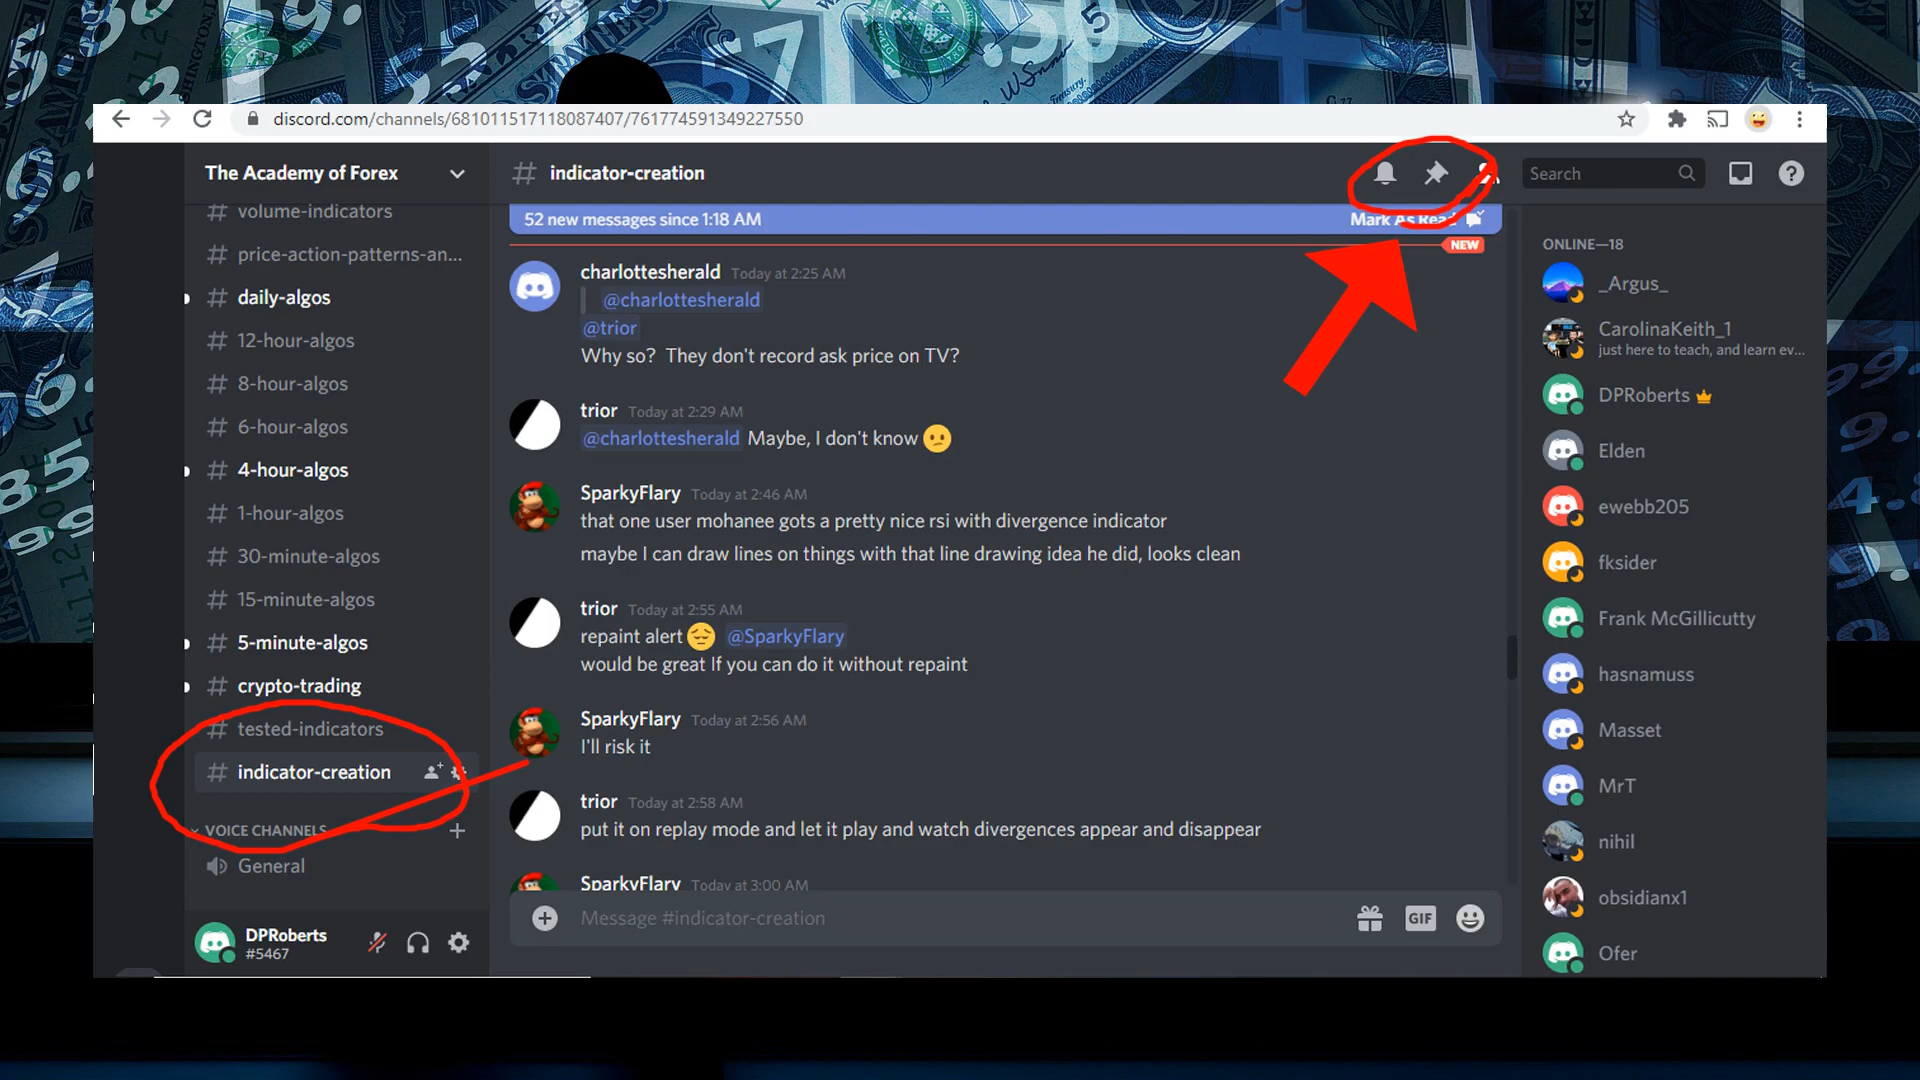 discord.com/channels/681011517118087407/761774591349227550
The Academy of Forex
# indicator-creation
Search
volume-indicators
price-action-patterns-an...
daily-algos
12-hour-algos
8-hour-algos
6-hour-algos
4-hour-algos
1-hour-algos
30-minute-algos
15-minute-algos
5-minute-algos
crypto-trading
tested-indicators
indicator-creation
VOICE CHANNELS
General
DPRoberts
#5467
52 new messages since 1:18 AM
Mark As Read
NEW
charlottesherald Today at 2:25 AM
@charlottesherald
@trior
Why so? They don't record ask price on TV?
trior Today at 2:29 AM
@charlottesherald Maybe, I don't know
SparkyFlary Today at 2:46 AM
that one user mohanee gots a pretty nice rsi with divergence indicator
maybe I can draw lines on things with that line drawing idea he did, looks clean
trior Today at 2:55 AM
repaint alert @SparkyFlary
would be great If you can do it without repaint
SparkyFlary Today at 2:56 AM
I'll risk it
trior Today at 2:58 AM
put it on replay mode and let it play and watch divergences appear and disappear
SparkyFlary Today at 3:00 AM
Message #indicator-creation
GIF
ONLINE—18
_Argus_
CarolinaKeith_1
just here to teach, and learn ev...
DPRoberts
Elden
ewebb205
fksider
Frank McGillicutty
hasnamuss
Masset
MrT
nihil
obsidianx1
Ofer